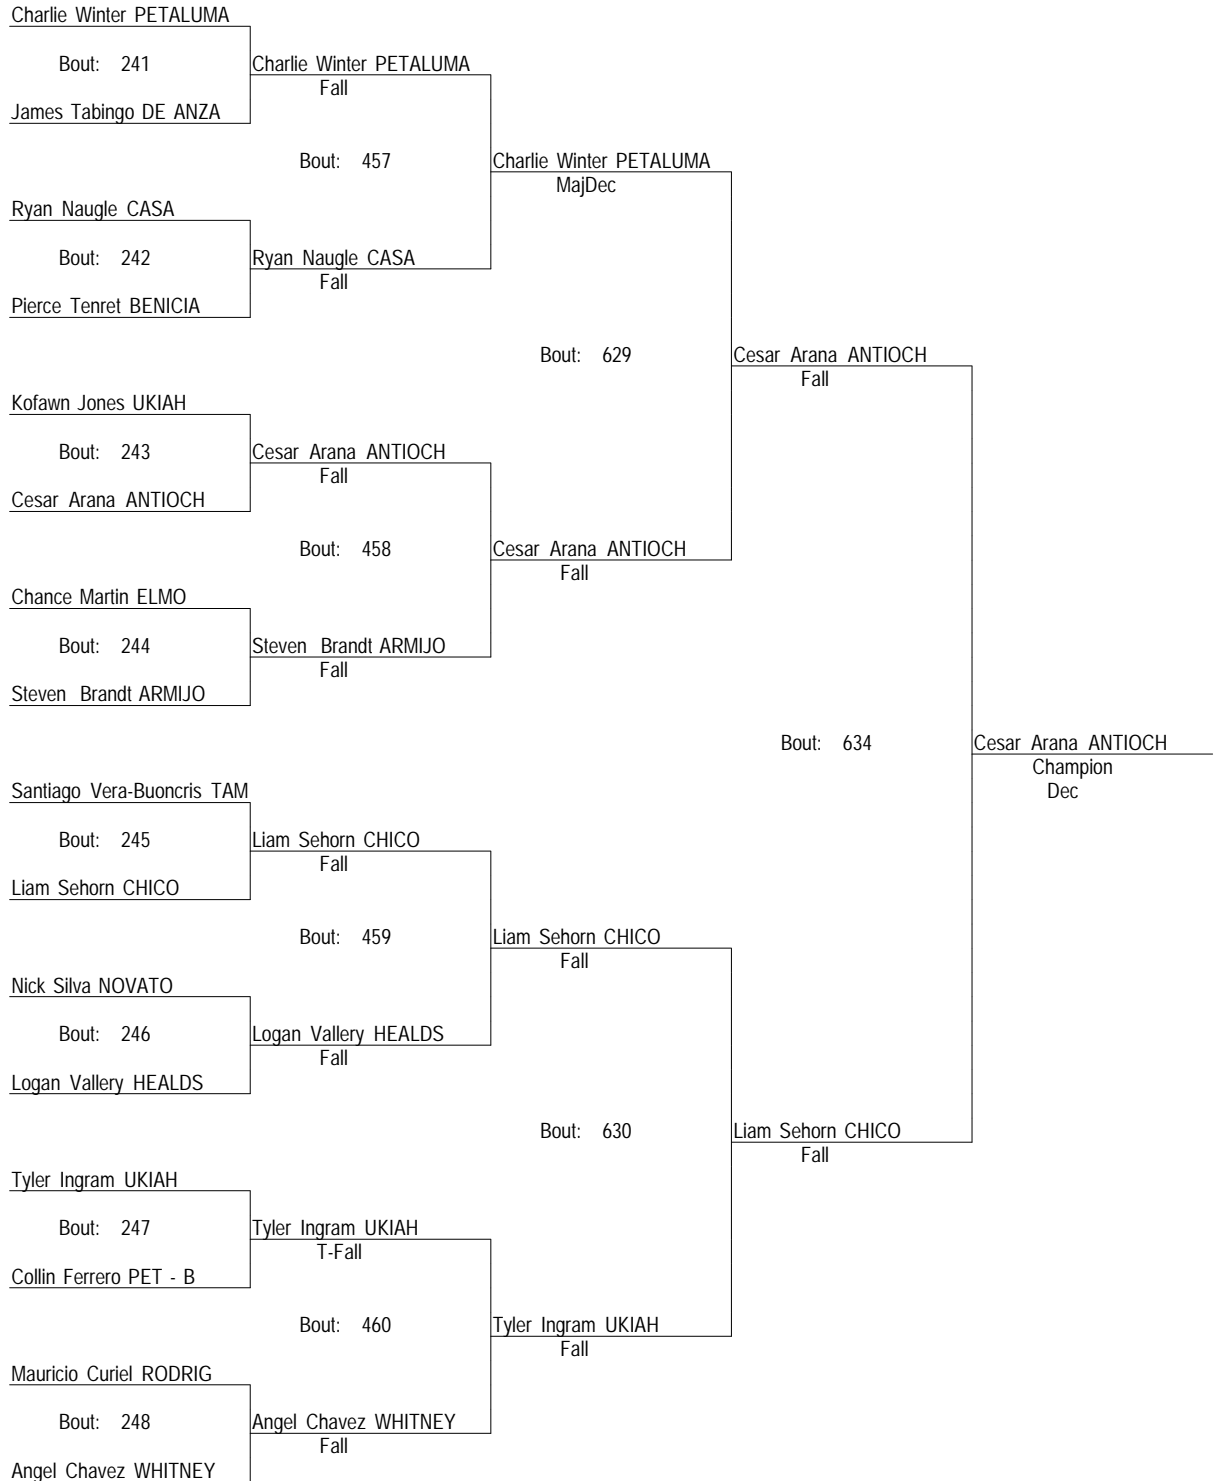 Charlie Winter PETALUMA
Bout: 241
Charlie Winter PETALUMA
Fall
James Tabingo DE ANZA
Bout: 457
Charlie Winter PETALUMA
MajDec
Ryan Naugle CASA
Bout: 242
Ryan Naugle CASA
Fall
Pierce Tenret BENICIA
Bout: 629
Cesar Arana ANTIOCH
Fall
Kofawn Jones UKIAH
Bout: 243
Cesar Arana ANTIOCH
Fall
Cesar Arana ANTIOCH
Bout: 458
Cesar Arana ANTIOCH
Fall
Chance Martin ELMO
Bout: 244
Steven Brandt ARMIJO
Fall
Steven Brandt ARMIJO
Bout: 634
Cesar Arana ANTIOCH
Champion
Dec
Santiago Vera-Buoncris TAM
Bout: 245
Liam Sehorn CHICO
Fall
Liam Sehorn CHICO
Bout: 459
Liam Sehorn CHICO
Fall
Nick Silva NOVATO
Bout: 246
Logan Vallery HEALDS
Fall
Logan Vallery HEALDS
Bout: 630
Liam Sehorn CHICO
Fall
Tyler Ingram UKIAH
Bout: 247
Tyler Ingram UKIAH
T-Fall
Collin Ferrero PET - B
Bout: 460
Tyler Ingram UKIAH
Fall
Mauricio Curiel RODRIG
Bout: 248
Angel Chavez WHITNEY
Fall
Angel Chavez WHITNEY